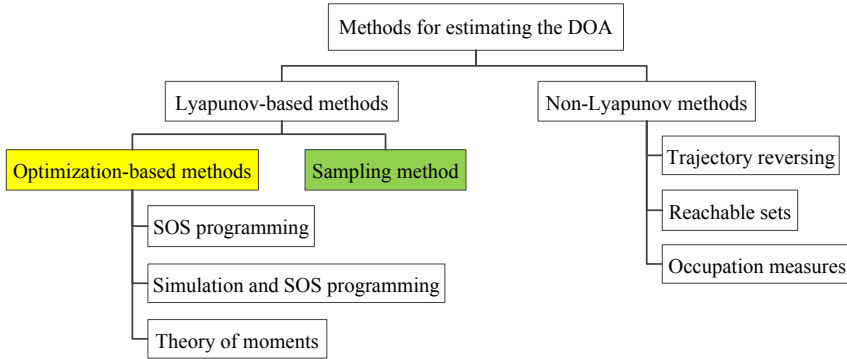 Methods for estimating the DOA
Lyapunov-based methods
Non-Lyapunov methods
Optimization-based methods
Sampling method
Trajectory reversing
SOS programming
Reachable sets
Simulation and SOS programming
Occupation measures
Theory of moments